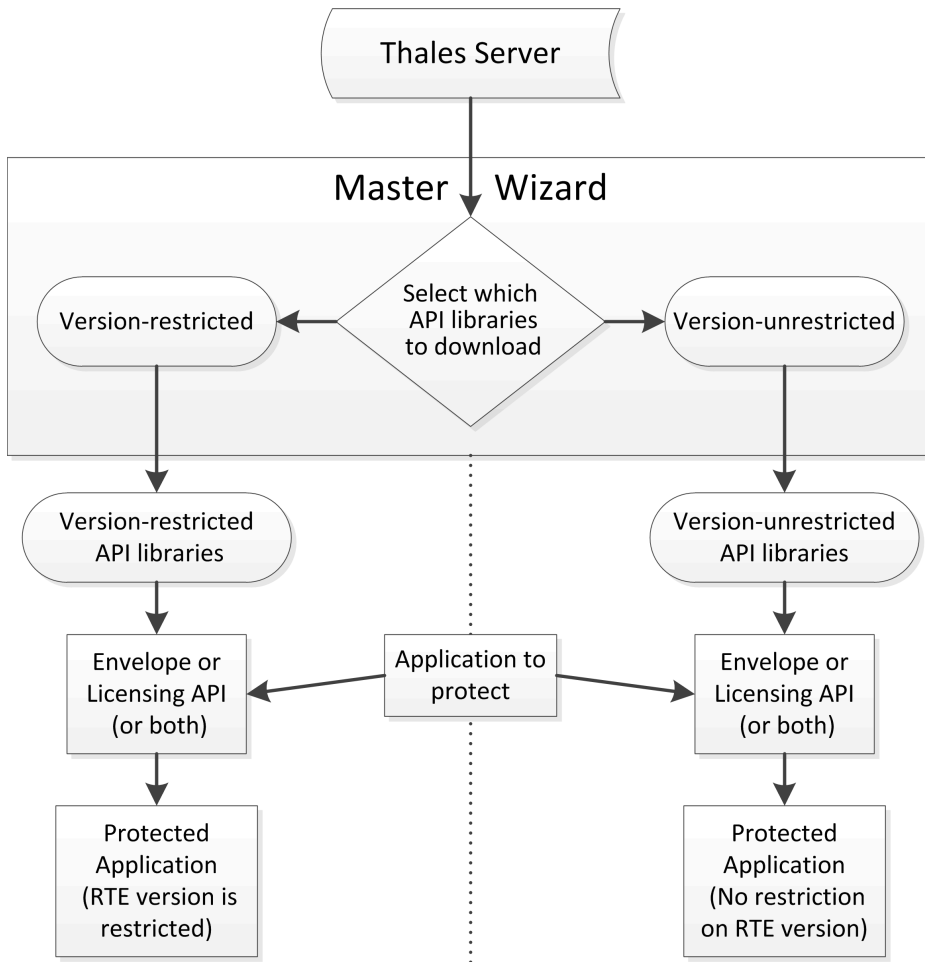 Thales Server
Master Wizard
Select which
API libraries
to download
Version-restricted
Version-unrestricted
Version-restricted
API libraries
Version-unrestricted
API libraries
Envelope or
Licensing API
(or both)
Application to
protect
Envelope or
Licensing API
(or both)
Protected
Application
(RTE version is
restricted)
Protected
Application
(No restriction
on RTE version)